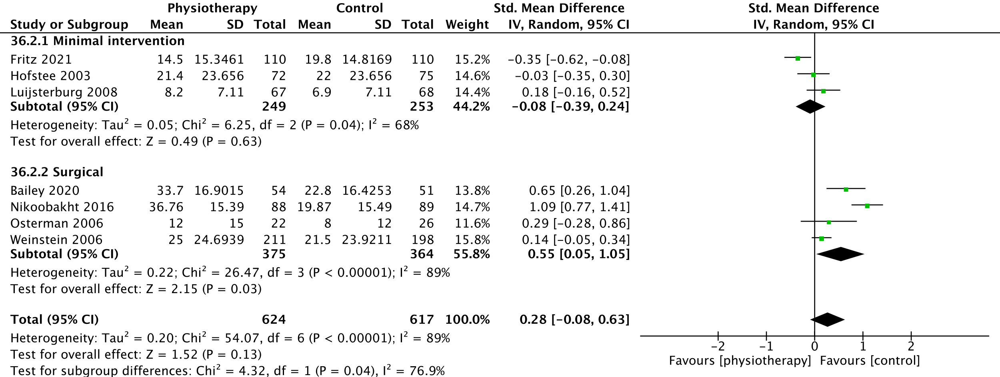 Physiotherapy Control Std. Mean Difference Std. Mean Difference
Study or Subgroup Mean SD Total Mean SD Total Weight IV, Random, 95% CI IV, Random, 95% CI
36.2.1 Minimal intervention
Fritz 2021 14.5 15.3461 110 19.8 14.8169 110 15.2% −0.35 [−0.62, −0.08]
Hofstee 2003 21.4 23.656 72 22 23.656 75 14.6% −0.03 [−0.35, 0.30]
Luijsterburg 2008 8.2 7.11 67 6.9 7.11 68 14.4% 0.18 [−0.16, 0.52]
Subtotal (95% CI) 249 253 44.2% −0.08 [−0.39, 0.24]
Heterogeneity: Tau² = 0.05; Chi² = 6.25, df = 2 (P = 0.04); I² = 68%
Test for overall effect: Z = 0.49 (P = 0.63)
36.2.2 Surgical
Bailey 2020 33.7 16.9015 54 22.8 16.4253 51 13.8% 0.65 [0.26, 1.04]
Nikoobakht 2016 36.76 15.39 88 19.87 15.49 89 14.7% 1.09 [0.77, 1.41]
Osterman 2006 12 15 22 8 12 26 11.6% 0.29 [−0.28, 0.86]
Weinstein 2006 25 24.6939 211 21.5 23.9211 198 15.8% 0.14 [−0.05, 0.34]
Subtotal (95% CI) 375 364 55.8% 0.55 [0.05, 1.05]
Heterogeneity: Tau² = 0.22; Chi² = 26.47, df = 3 (P < 0.00001); I² = 89%
Test for overall effect: Z = 2.15 (P = 0.03)
Total (95% CI) 624 617 100.0% 0.28 [−0.08, 0.63]
Heterogeneity: Tau² = 0.20; Chi² = 54.07, df = 6 (P < 0.00001); I² = 89%
Test for overall effect: Z = 1.52 (P = 0.13)
Test for subgroup differences: Chi² = 4.32, df = 1 (P = 0.04), I² = 76.9%
−2 −1 0 1 2
Favours [physiotherapy] Favours [control]